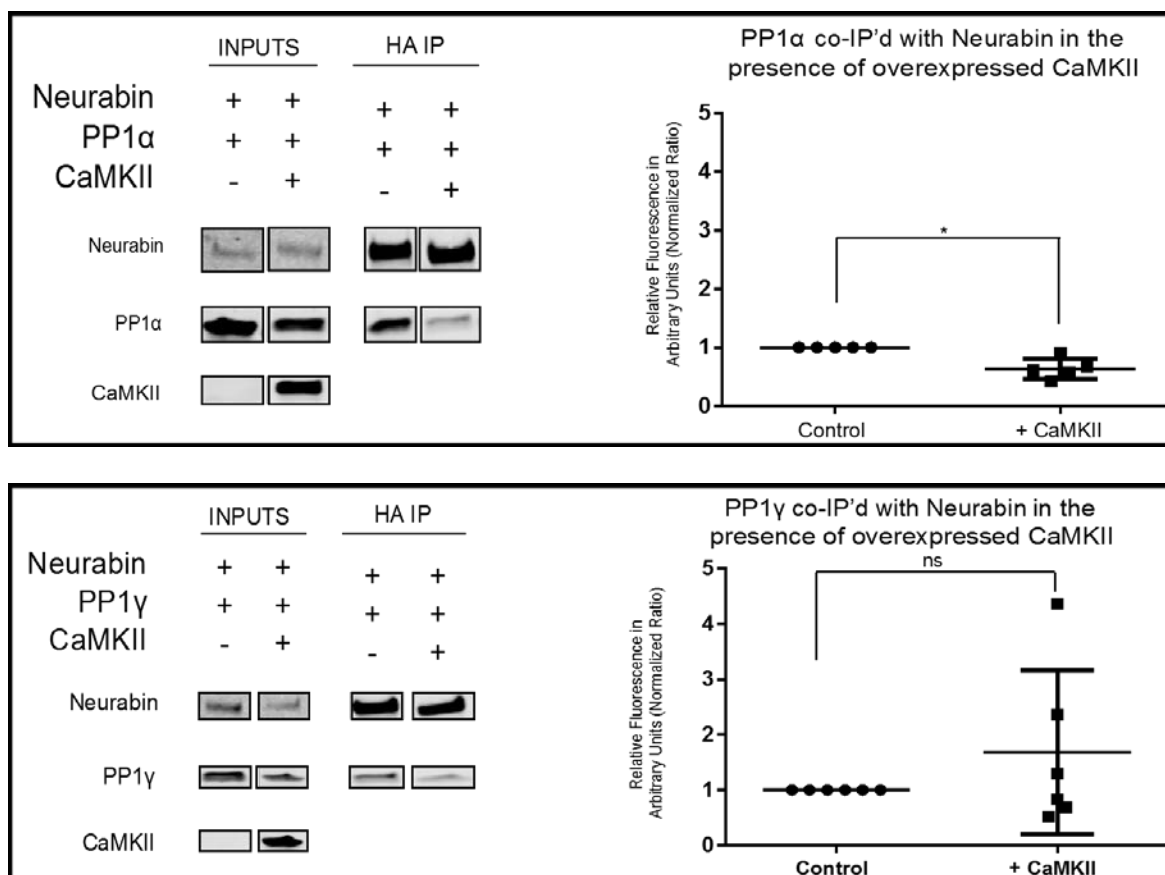 INPUTS HA IP
Neurabin + + + +
PP1α + + + +
CaMKII - + - +
Neurabin
PP1α
CaMKII
PP1α co-IP'd with Neurabin in the
presence of overexpressed CaMKII
Relative Fluorescence in
Arbitrary Units (Normalized Ratio)
5
4
3
2
1
0
*
Control + CaMKII
INPUTS HA IP
Neurabin + + + +
PP1γ + + + +
CaMKII - + - +
Neurabin
PP1γ
CaMKII
PP1γ co-IP'd with Neurabin in the
presence of overexpressed CaMKII
Relative Fluorescence in
Arbitrary Units (Normalized Ratio)
5
4
3
2
1
0
ns
Control + CaMKII